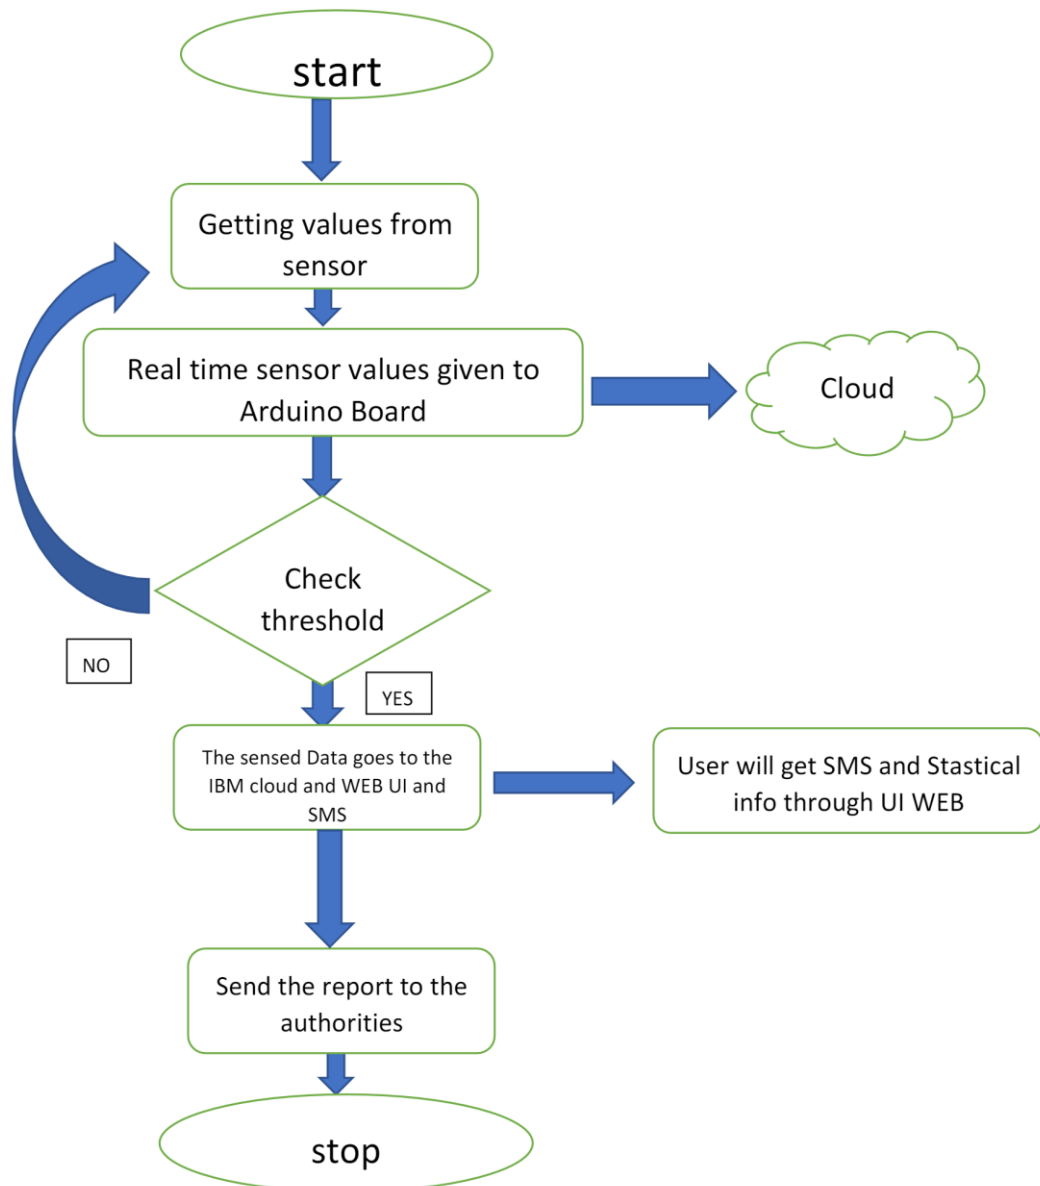 start
Getting values from
sensor
Real time sensor values given to
Arduino Board
Cloud
Check
threshold
NO
YES
The sensed Data goes to the
IBM cloud and WEB UI and
SMS
User will get SMS and Stastical
info through UI WEB
Send the report to the
authorities
stop